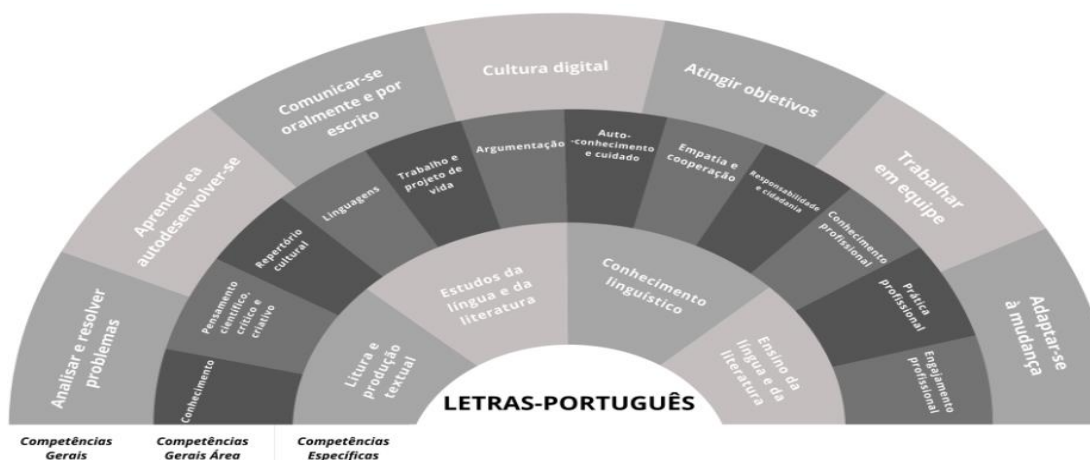 Analisar e resolver
problemas
Aprender ea
autodesenvolver-se
Comunicar-se
oralmente e por
escrito
Cultura digital
Atingir objetivos
Trabalhar
em equipe
Adaptar-se
à mudança
Conhecimento
Pensamento
científico,
crítico e
criativo
Repertório
cultural
Linguagens
Trabalho e
projeto de
vida
Argumentação
Auto-
-conhecimento
e cuidado
Empatia e
cooperação
Responsabilidade
e cidadania
Conhecimento
profissional
Prática
profissional
Engajamento
profissional
Litura e
produção
textual
Estudos da
língua e da
literatura
Conhecimento
linguístico
Ensino da
língua e da
literatura
LETRAS-PORTUGUÊS
Competências
Gerais
Competências
Gerais Área
Competências
Específicas